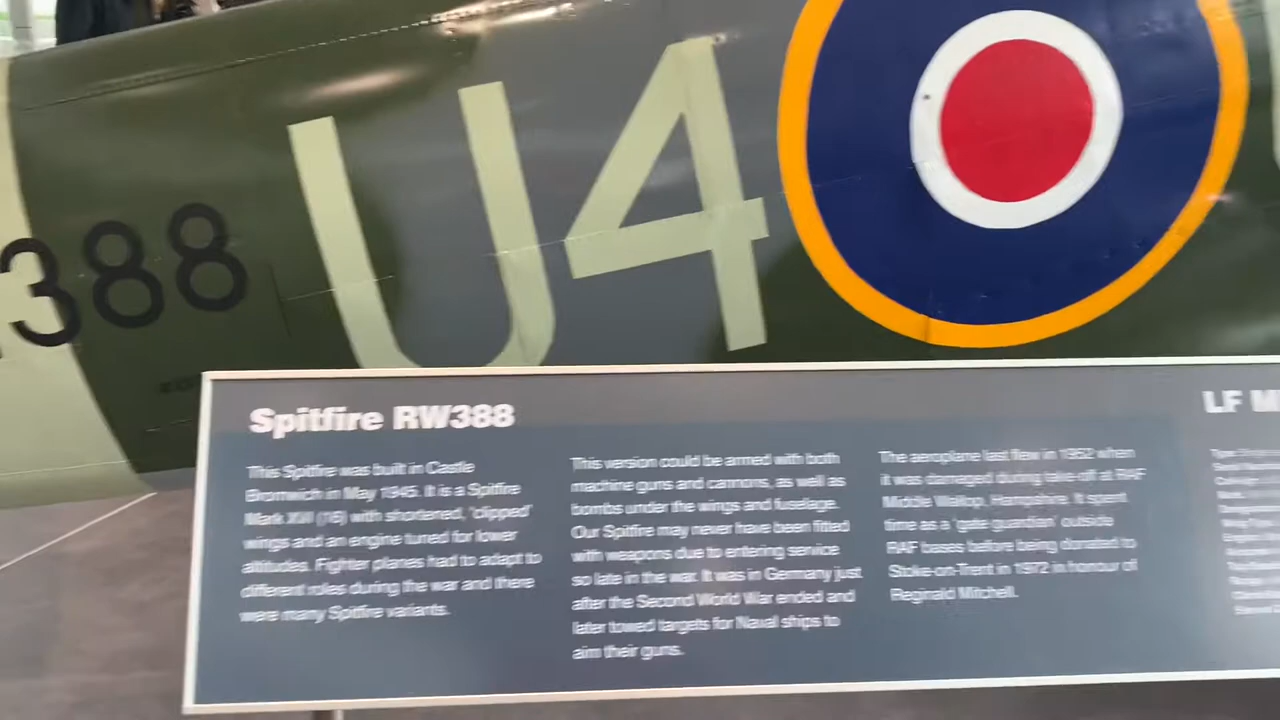 388
U4
Spitfire RW388
This Spitfire was built in Castle
Bromwich in May 1945. It is a Spitfire
Mark XVI (16) with shortened, 'clipped'
wings and an engine tuned for lower
altitudes. Fighter planes had to adapt to
different roles during the war and there
were many Spitfire variants.
This version could be armed with both
machine guns and cannons, as well as
bombs under the wings and fuselage.
Our Spitfire may never have been fitted
with weapons due to entering service
so late in the war. It was in Germany just
after the Second World War ended and
later towed targets for Naval ships to
aim their guns.
The aeroplane last flew in 1952 when
it was damaged during take off at RAF
Middle Wallop, Hampshire. It spent
time as a 'gate guardian' outside
RAF bases before being donated to
Stoke-on-Trent in 1972 in honour of
Reginald Mitchell.
LF M